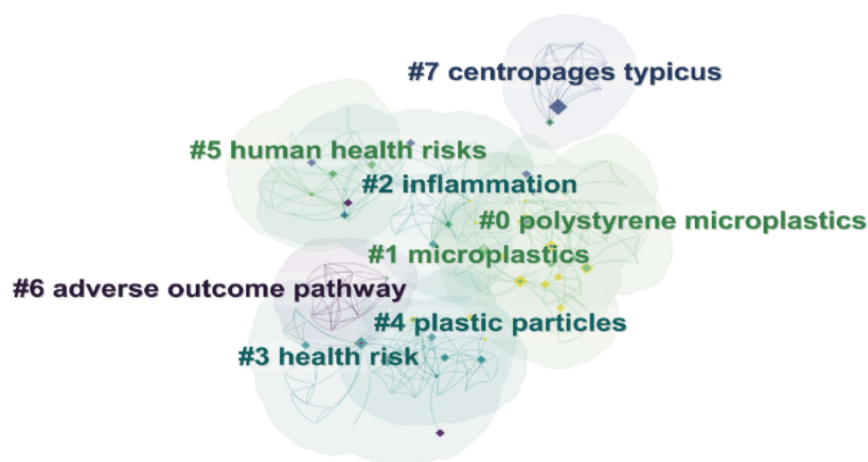 #7 centropages typicus
#5 human health risks
#2 inflammation
#0 polystyrene microplastics
#1 microplastics
#6 adverse outcome pathway
#4 plastic particles
#3 health risk